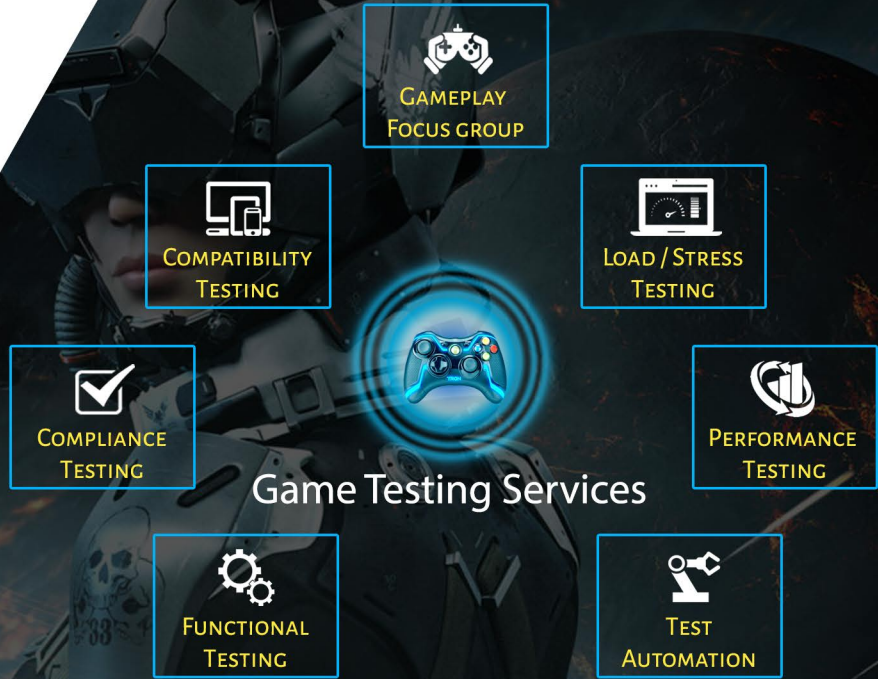 GAMEPLAY
FOCUS GROUP
COMPATIBILITY
TESTING
LOAD / STRESS
TESTING
COMPLIANCE
TESTING
PERFORMANCE
TESTING
Game Testing Services
FUNCTIONAL
TESTING
TEST
AUTOMATION